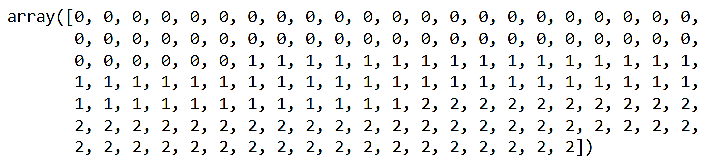 array([0, 0, 0, 0, 0, 0, 0, 0, 0, 0, 0, 0, 0, 0, 0, 0, 0, 0, 0, 0, 0, 0,
0, 0, 0, 0, 0, 0, 0, 0, 0, 0, 0, 0, 0, 0, 0, 0, 0, 0, 0, 0, 0, 0,
0, 0, 0, 0, 0, 0, 1, 1, 1, 1, 1, 1, 1, 1, 1, 1, 1, 1, 1, 1, 1, 1,
1, 1, 1, 1, 1, 1, 1, 1, 1, 1, 1, 1, 1, 1, 1, 1, 1, 1, 1, 1, 1, 1,
1, 1, 1, 1, 1, 1, 1, 1, 1, 1, 1, 1, 2, 2, 2, 2, 2, 2, 2, 2, 2, 2,
2, 2, 2, 2, 2, 2, 2, 2, 2, 2, 2, 2, 2, 2, 2, 2, 2, 2, 2, 2, 2, 2,
2, 2, 2, 2, 2, 2, 2, 2, 2, 2, 2, 2, 2, 2, 2, 2, 2, 2])